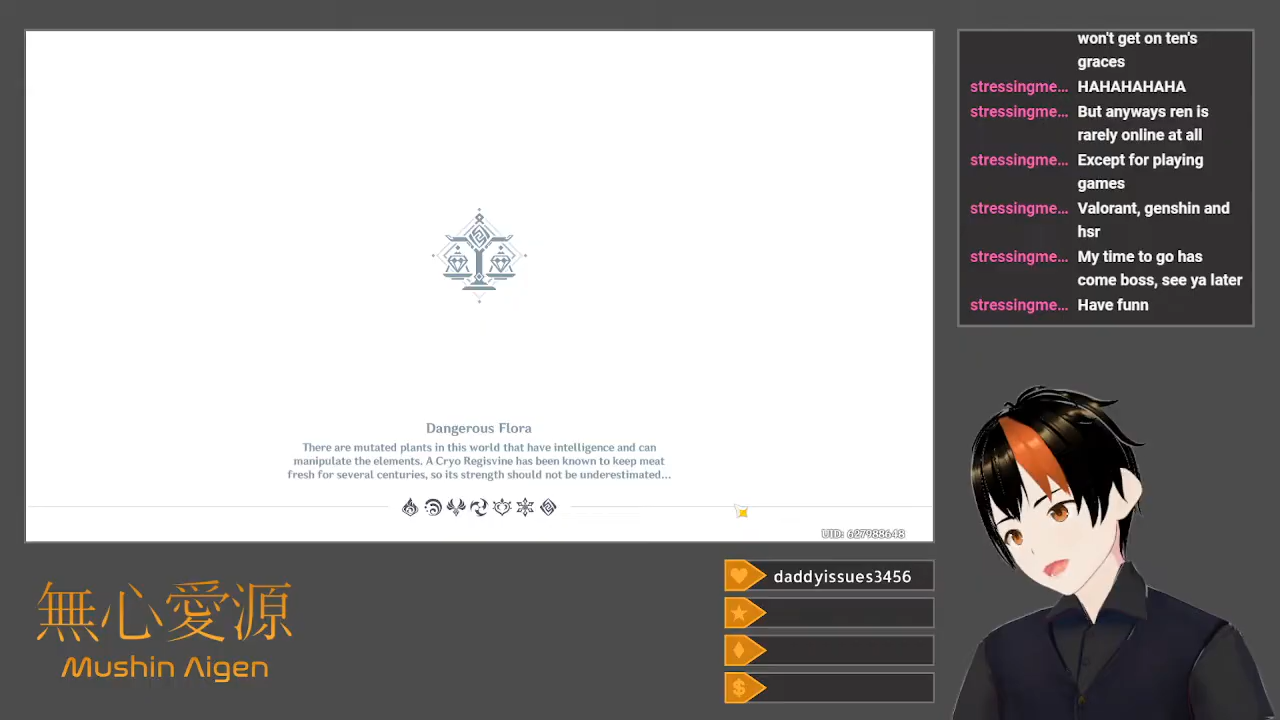 won't get on ten's
graces
stressingme... HAHAHAHAHA
stressingme... But anyways ren is
rarely online at all
stressingme... Except for playing
games
stressingme... Valorant, genshin and
hsr
stressingme... My time to go has
come boss, see ya later
stressingme... Have funn
Dangerous Flora
There are mutated plants in this world that have intelligence and can
manipulate the elements. A Cryo Regisvine has been known to keep meat
fresh for several centuries, so its strength should not be underestimated...
UID: 627988648
無心愛源
Mushin Aigen
daddyissues3456
$